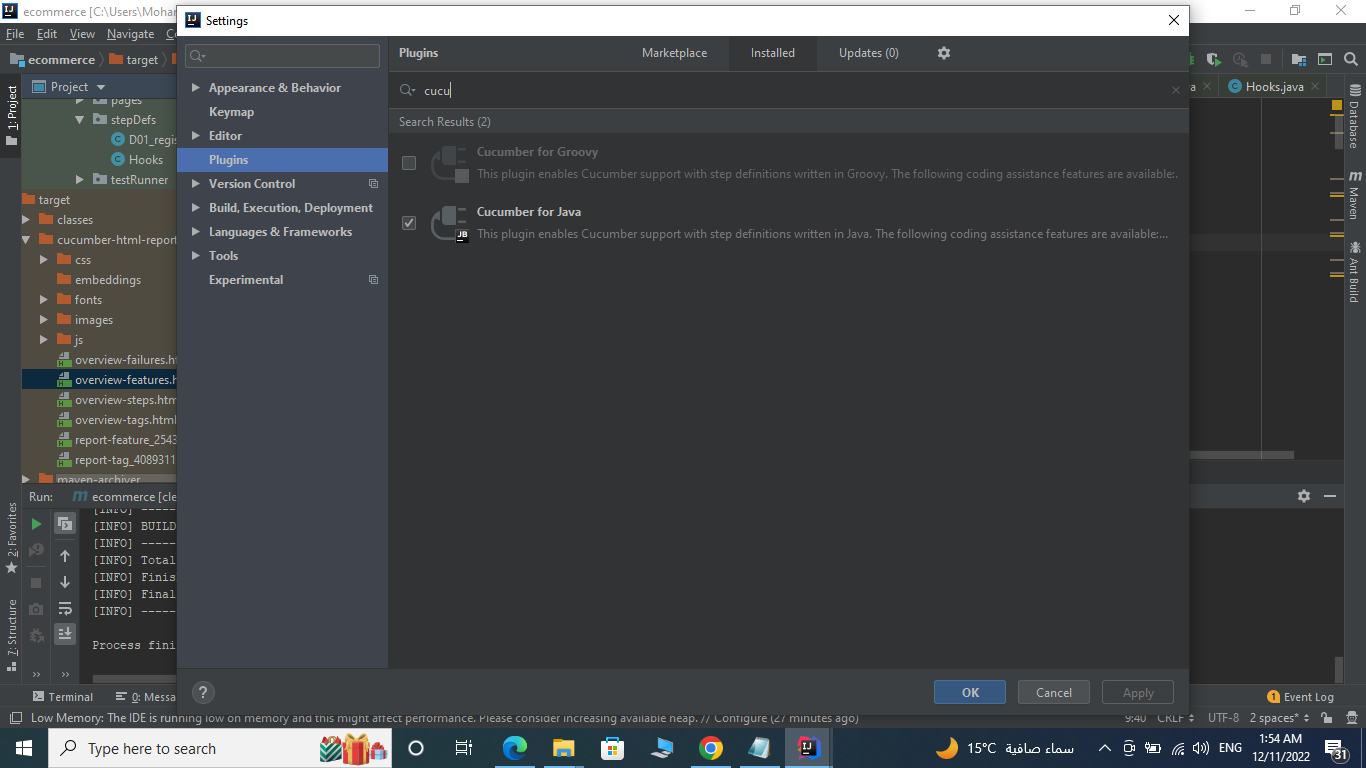 ecommerce [C:\Users\Mohar
Settings
File Edit View Navigate
ecommerce target
Plugins
Marketplace
Installed
Updates (0)
cucu
Search Results (2)
Cucumber for Groovy
This plugin enables Cucumber support with step definitions written in Groovy. The following coding assistance features are available:.
Cucumber for Java
This plugin enables Cucumber support with step definitions written in Java. The following coding assistance features are available:...
Appearance & Behavior
Keymap
Editor
Plugins
Version Control
Build, Execution, Deployment
Languages & Frameworks
Tools
Experimental
OK
Cancel
Apply
?
1: Project
Project
pages
stepDefs
D01_regis
Hooks
testRunner
target
classes
cucumber-html-report
css
embeddings
fonts
images
js
overview-failures.ht
overview-features.h
overview-steps.htm
overview-tags.html
report-feature_2543
report-tag_4089311
maven-archiver
Hooks.java
Database
m Maven
Ant Build
2: Favorites
7: Structure
Run: m ecommerce [cle
[INFO] -----
[INFO] BUILD
[INFO] ----
[INFO] Total
[INFO] Finis
[INFO] Final
[INFO] ----
Process fini
Terminal
0: Messa
1 Event Log
Low Memory: The IDE is running low on memory and this might affect performance. Please consider increasing available heap. // Configure (27 minutes ago)
9:40 CRLF UTF-8 2 spaces*
Type here to search
15°C سماء صافية
ENG
1:54 AM
12/11/2022
31